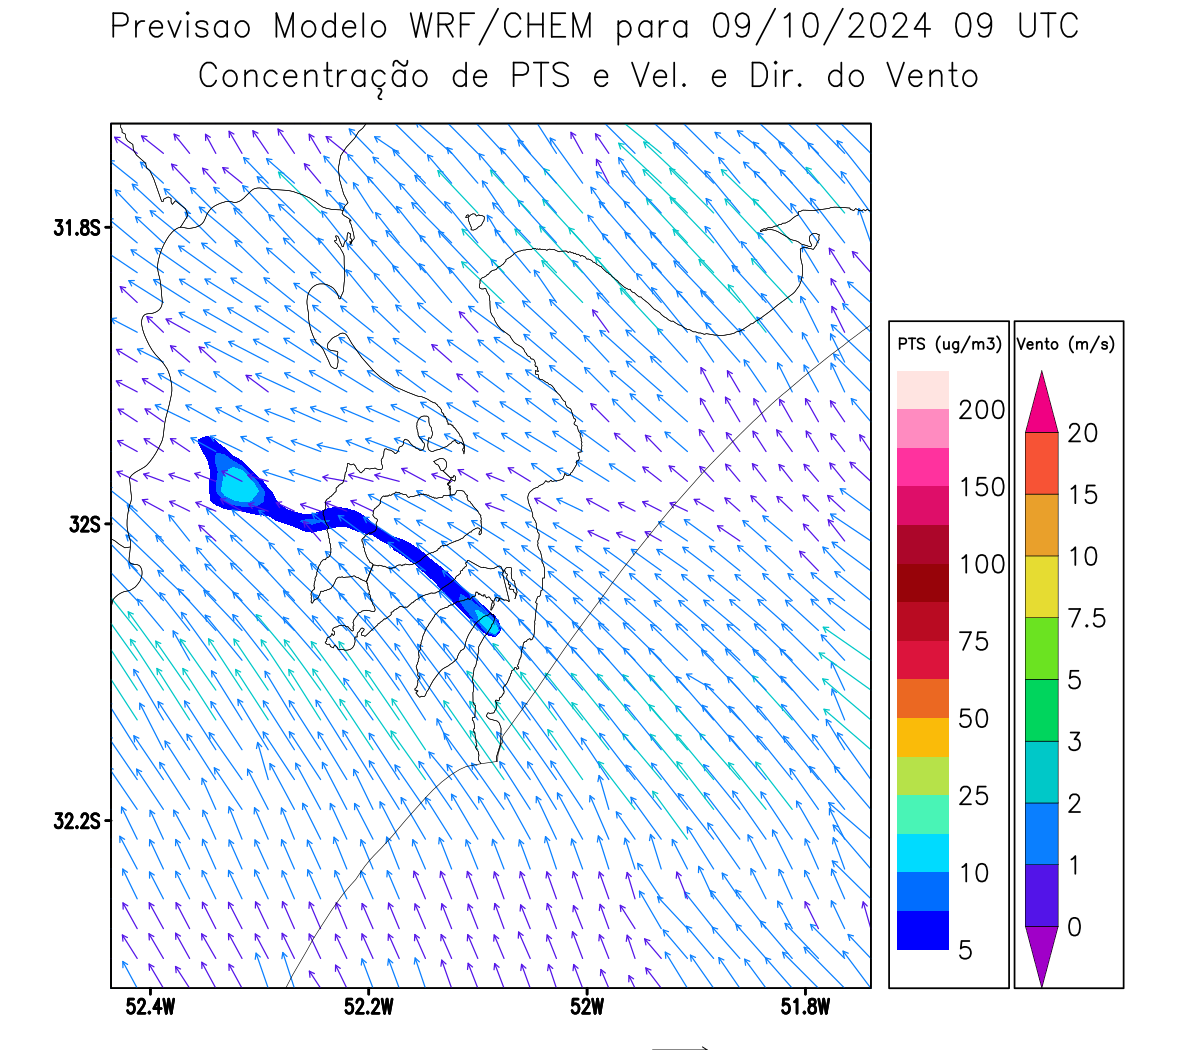 Previsao Modelo WRF/CHEM para 09/10/2024 09 UTC
Concentração de PTS e Vel. e Dir. do Vento
31.8S
32S
32.2S
52.4W
52.2W
52W
51.8W
PTS (ug/m3)
200
150
100
75
50
25
10
5
Vento (m/s)
20
15
10
7.5
5
3
2
1
0